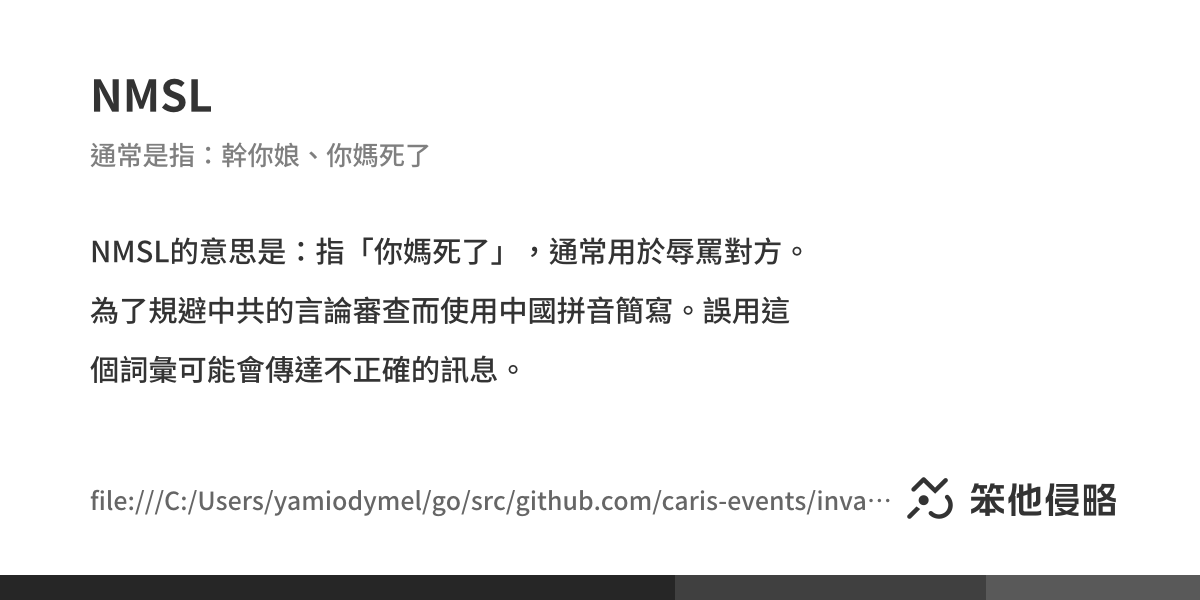 NMSL
通常是指：幹你娘、你媽死了
NMSL的意思是：指「你媽死了」，通常用於辱罵對方。
為了規避中共的言論審查而使用中國拼音簡寫。誤用這
個詞彙可能會傳達不正確的訊息。
file:///C:/Users/yamiodymel/go/src/github.com/caris-events/inva…
笨他侵略